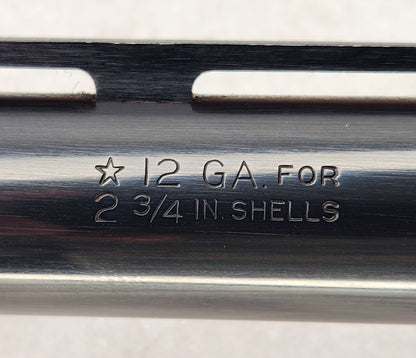 ☆ 12 GA. FOR
2 3/4 IN. SHELLS